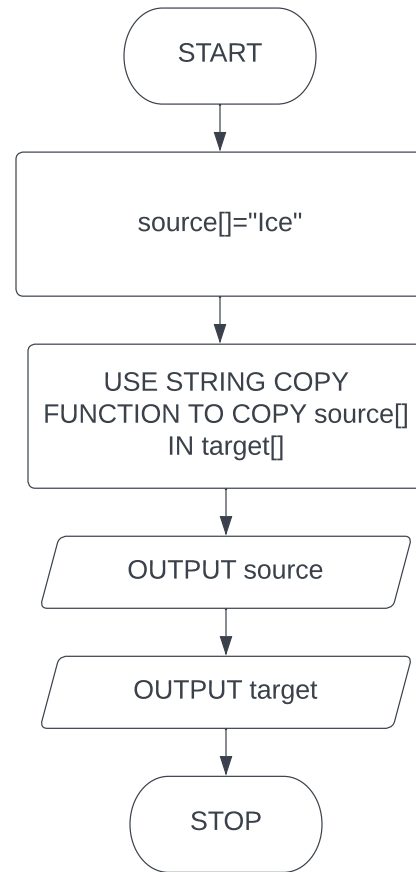 START
source[]="Ice"
USE STRING COPY
FUNCTION TO COPY source[]
IN target[]
OUTPUT source
OUTPUT target
STOP